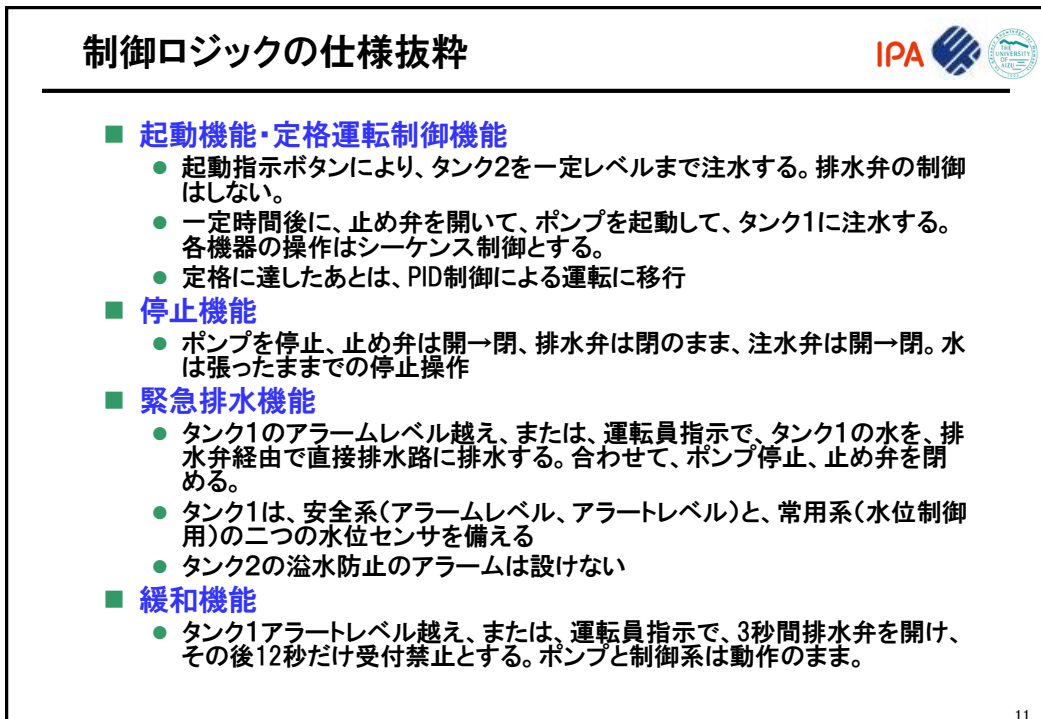 制御ロジックの仕様抜粋
IPA
THE
UNIVERSITY
OF
AIZU
■ 起動機能・定格運転制御機能
● 起動指示ボタンにより、タンク2を一定レベルまで注水する。排水弁の制御
はしない。
● 一定時間後に、止め弁を開いて、ポンプを起動して、タンク1に注水する。
各機器の操作はシーケンス制御とする。
● 定格に達したあとは、PID制御による運転に移行
■ 停止機能
● ポンプを停止、止め弁は開→閉、排水弁は閉のまま、注水弁は開→閉。水
は張ったままでの停止操作
■ 緊急排水機能
● タンク1のアラームレベル越え、または、運転員指示で、タンク1の水を、排
水弁経由で直接排水路に排水する。合わせて、ポンプ停止、止め弁を閉
める。
● タンク1は、安全系(アラームレベル、アラートレベル)と、常用系(水位制御
用)の二つの水位センサを備える
● タンク2の溢水防止のアラームは設けない
■ 緩和機能
● タンク1アラートレベル越え、または、運転員指示で、3秒間排水弁を開け、
その後12秒だけ受付禁止とする。ポンプと制御系は動作のまま。
11